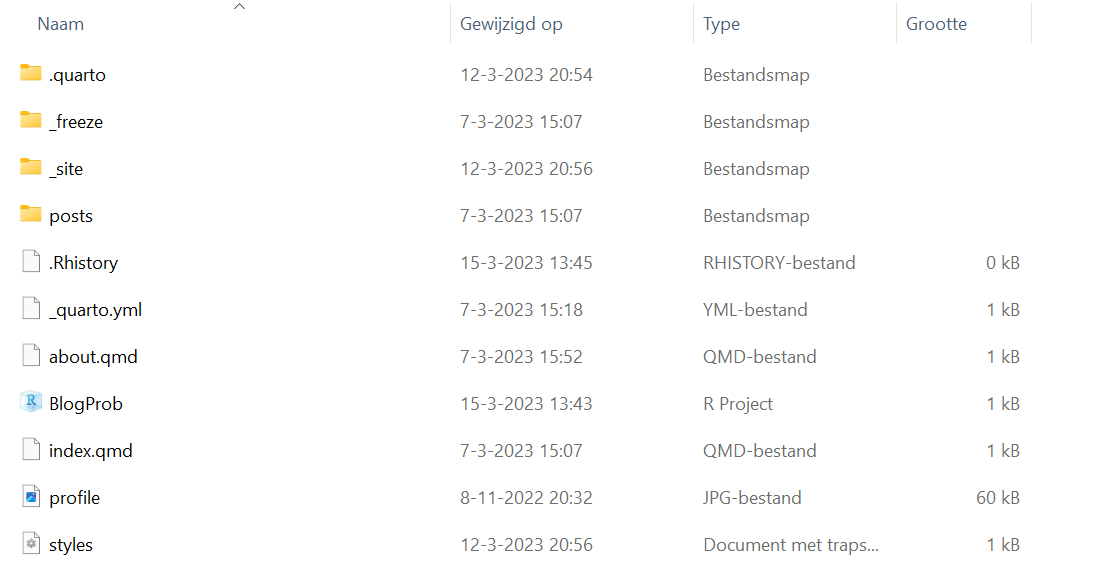 Naam Gewijzigd op Type Grootte
.quarto 12-3-2023 20:54 Bestandsmap
_freeze 7-3-2023 15:07 Bestandsmap
_site 12-3-2023 20:56 Bestandsmap
posts 7-3-2023 15:07 Bestandsmap
.Rhistory 15-3-2023 13:45 RHISTORY-bestand 0 kB
_quarto.yml 7-3-2023 15:18 YML-bestand 1 kB
about.qmd 7-3-2023 15:52 QMD-bestand 1 kB
BlogProb 15-3-2023 13:43 R Project 1 kB
index.qmd 7-3-2023 15:07 QMD-bestand 1 kB
profile 8-11-2022 20:32 JPG-bestand 60 kB
styles 12-3-2023 20:56 Document met traps... 1 kB